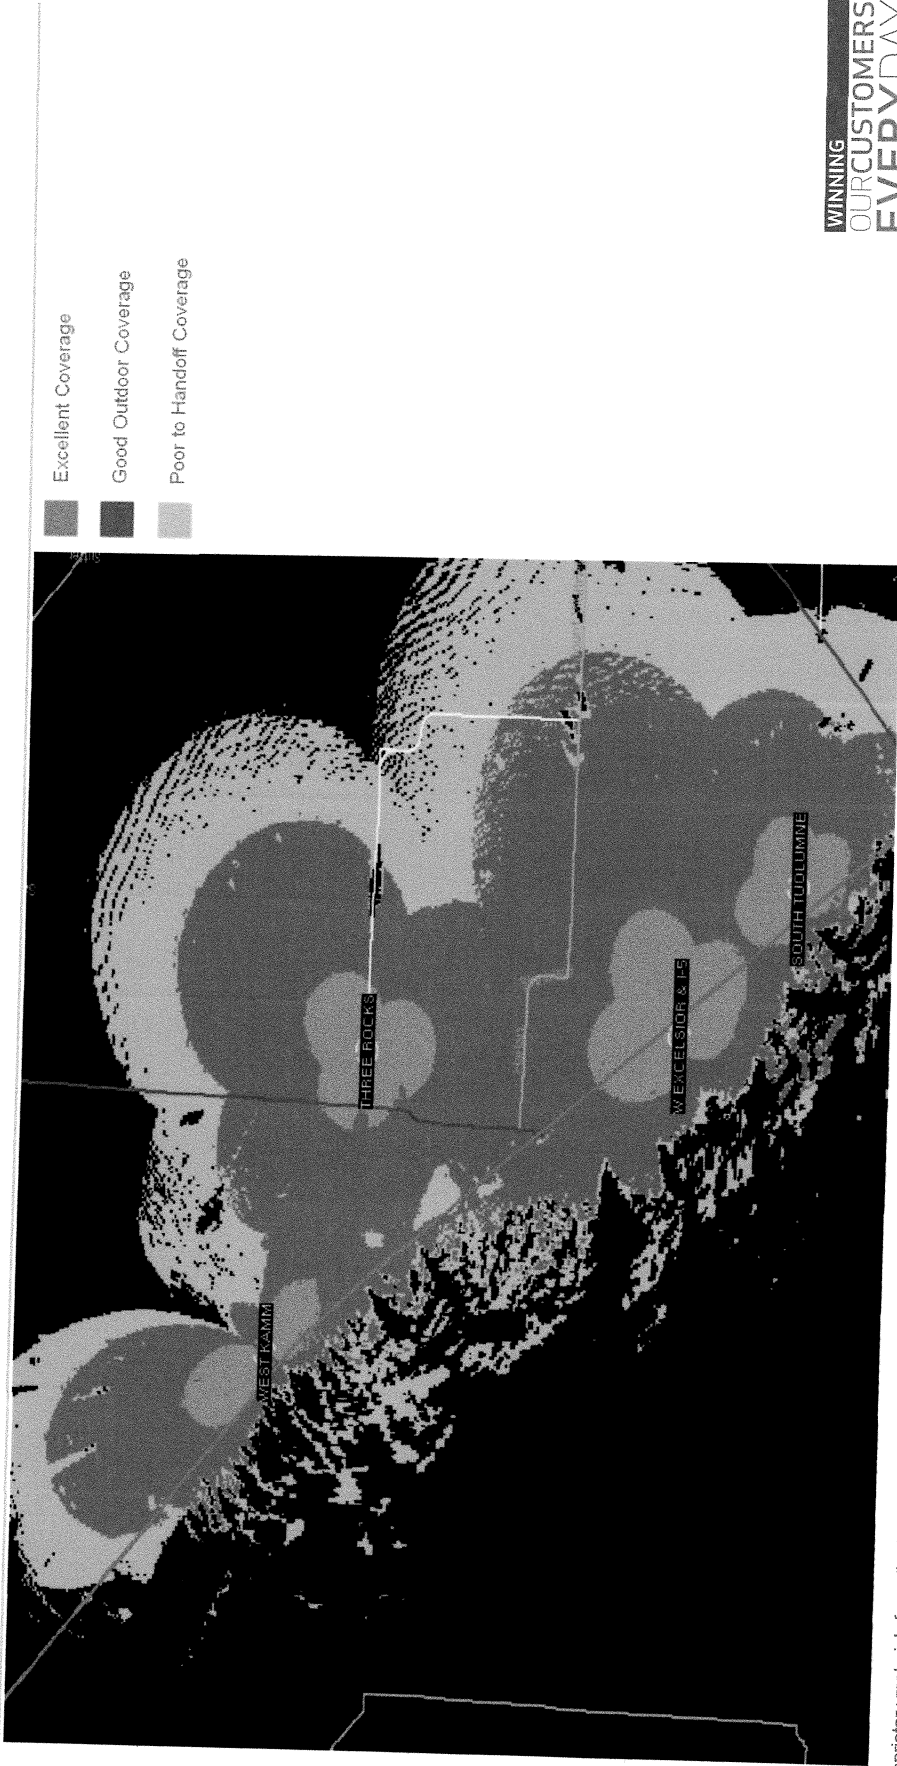 Excellent Coverage
Good Outdoor Coverage
Poor to Handoff Coverage
WEST KAMM
THREE ROCKS
W EXCELSIOR & I-5
SOUTH TUOLUMNE
WINNING
OURCUSTOMERS
EVERYDAY